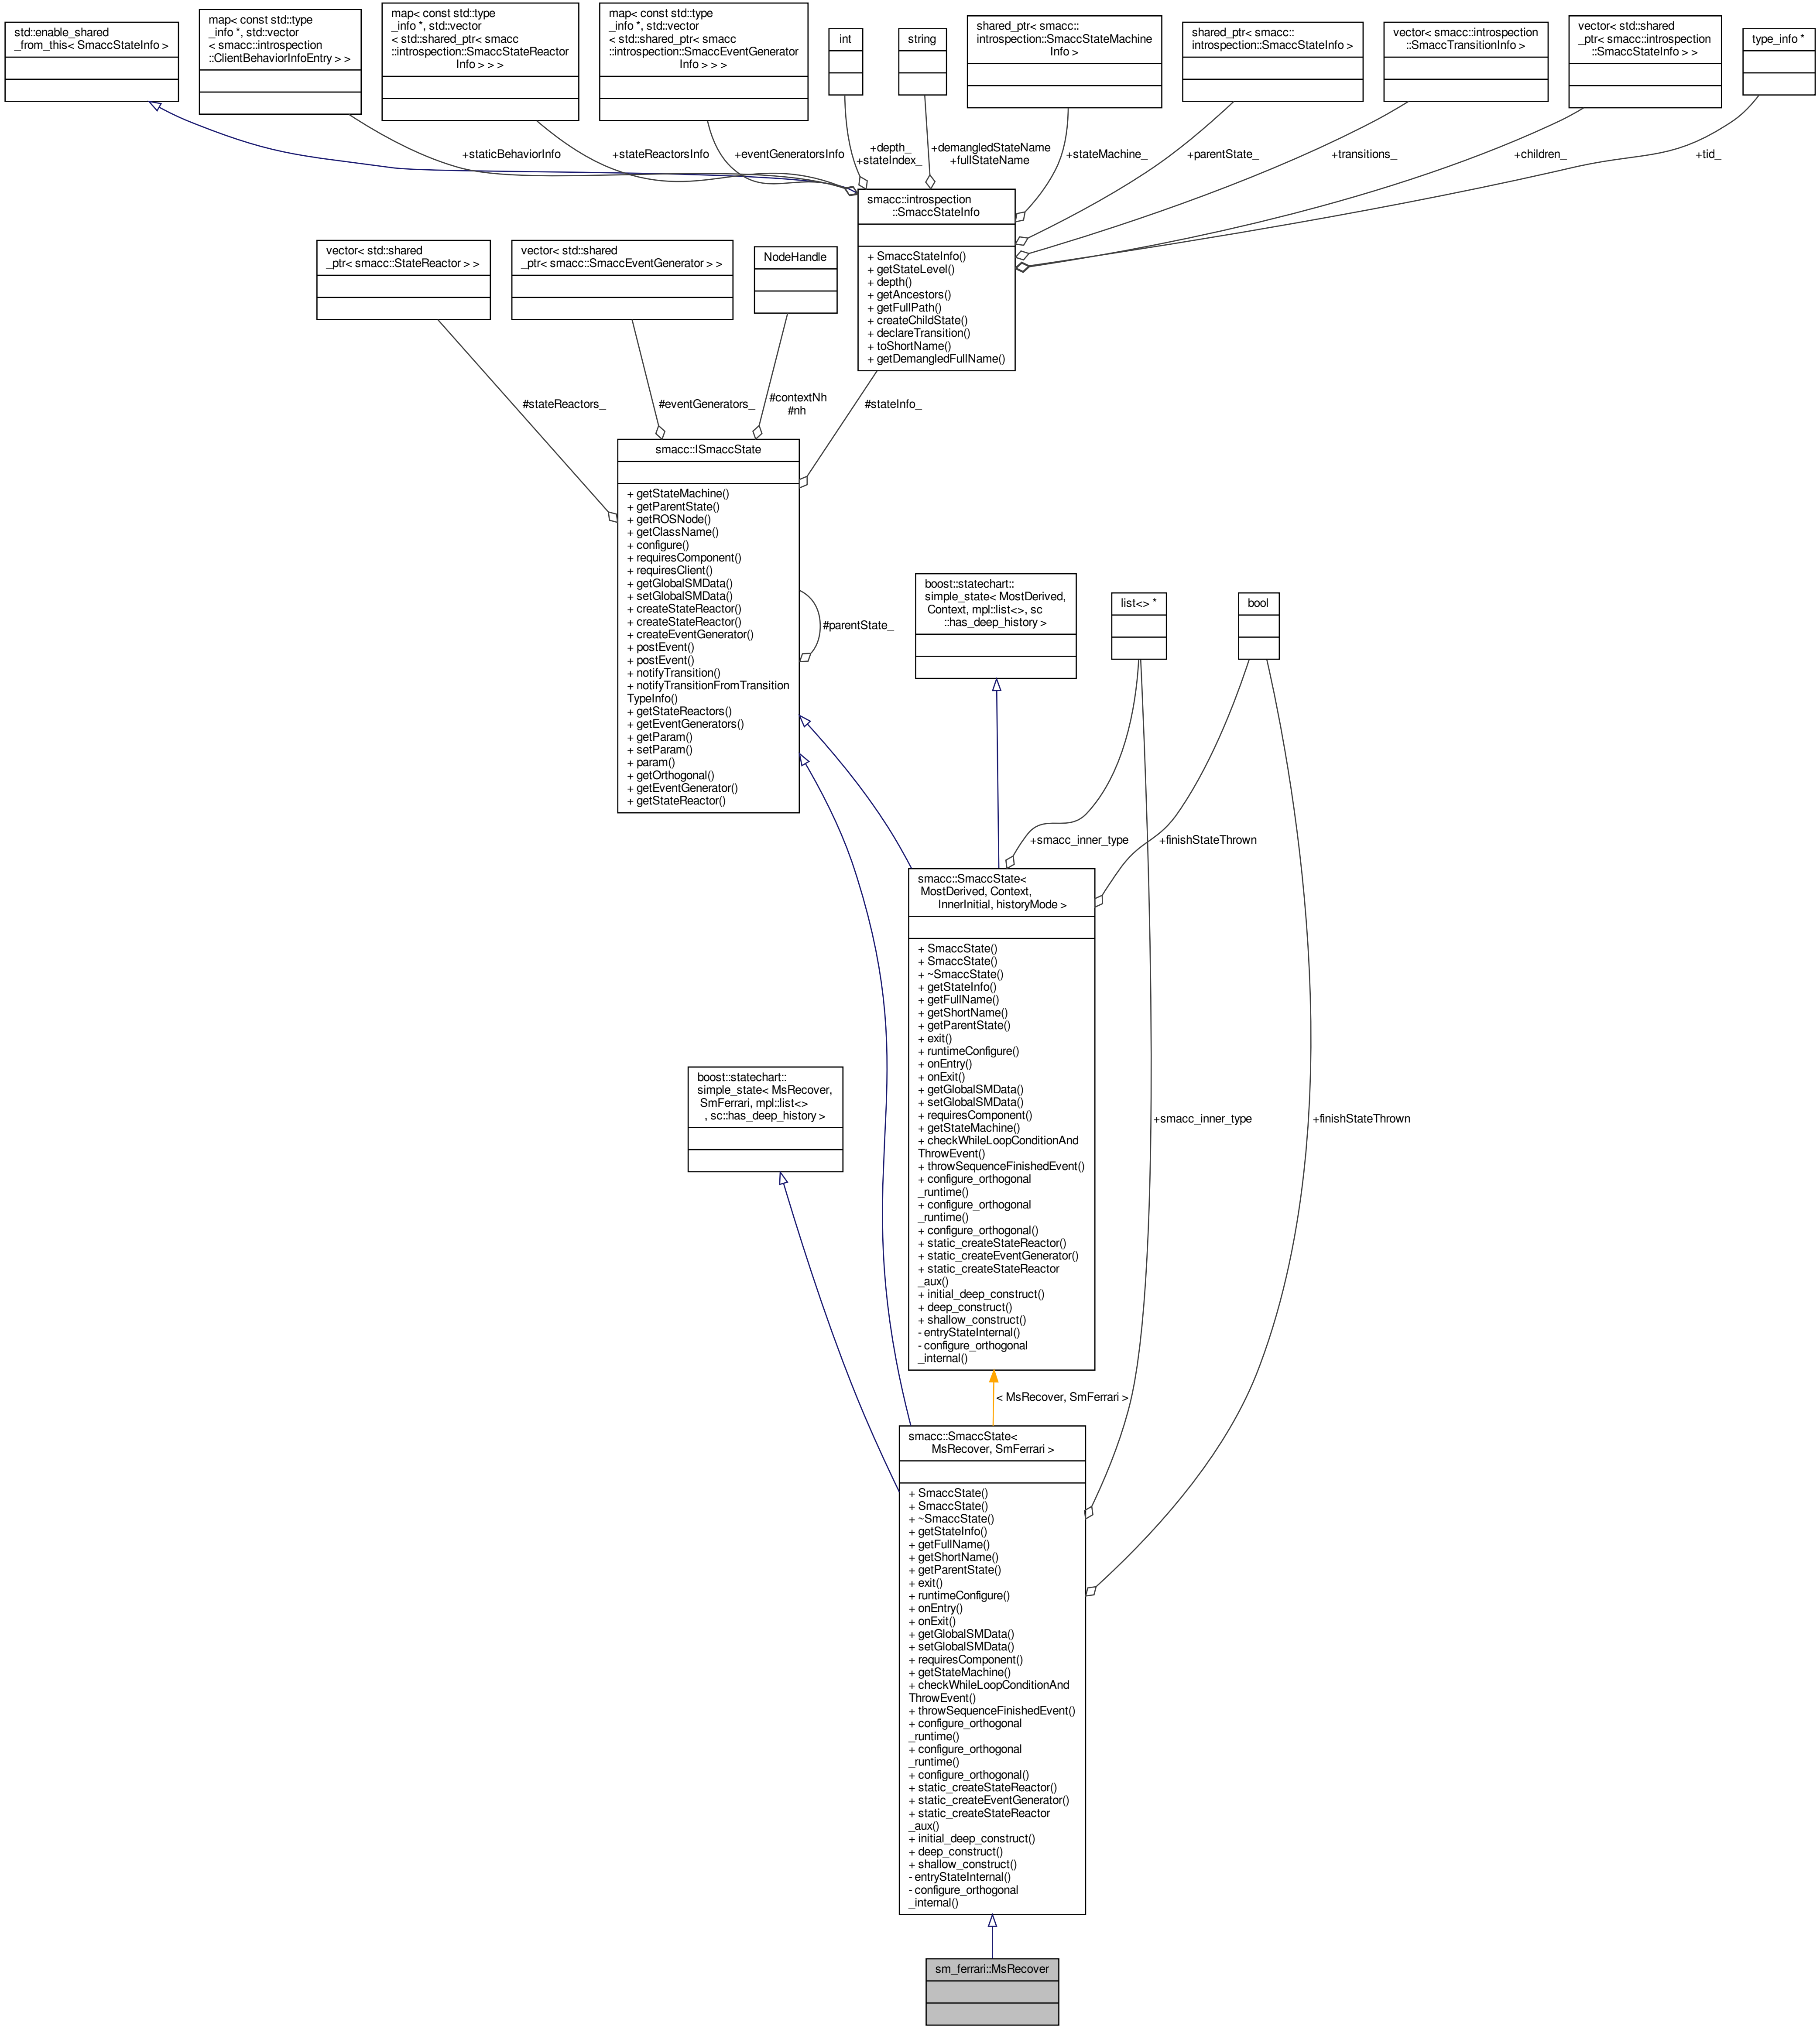 std::enable_shared
_from_this< SmaccStateInfo >
map< const std::type
_info *, std::vector
< smacc::introspection
::ClientBehaviorInfoEntry > >
map< const std::type
_info *, std::vector
< std::shared_ptr< smacc
::introspection::SmaccStateReactor
Info > > >
map< const std::type
_info *, std::vector
< std::shared_ptr< smacc
::introspection::SmaccEventGenerator
Info > > >
int
string
shared_ptr< smacc::
introspection::SmaccStateMachine
Info >
shared_ptr< smacc::
introspection::SmaccStateInfo >
vector< smacc::introspection
::SmaccTransitionInfo >
vector< std::shared
_ptr< smacc::introspection
::SmaccStateInfo > >
type_info *
+staticBehaviorInfo
+stateReactorsInfo
+eventGeneratorsInfo
+depth_
+stateIndex_
+demangledStateName
+fullStateName
+stateMachine_
+parentState_
+transitions_
+children_
+tid_
smacc::introspection
::SmaccStateInfo
+ SmaccStateInfo()
+ getStateLevel()
+ depth()
+ getAncestors()
+ getFullPath()
+ createChildState()
+ declareTransition()
+ toShortName()
+ getDemangledFullName()
vector< std::shared
_ptr< smacc::StateReactor > >
vector< std::shared
_ptr< smacc::SmaccEventGenerator > >
NodeHandle
#stateReactors_
#eventGenerators_
#contextNh
#nh
#stateInfo_
smacc::ISmaccState
+ getStateMachine()
+ getParentState()
+ getROSNode()
+ getClassName()
+ configure()
+ requiresComponent()
+ requiresClient()
+ getGlobalSMData()
+ setGlobalSMData()
+ createStateReactor()
+ createStateReactor()
+ createEventGenerator()
+ postEvent()
+ postEvent()
+ notifyTransition()
+ notifyTransitionFromTransition
TypeInfo()
+ getStateReactors()
+ getEventGenerators()
+ getParam()
+ setParam()
+ param()
+ getOrthogonal()
+ getEventGenerator()
+ getStateReactor()
#parentState_
boost::statechart::
simple_state< MostDerived,
Context, mpl::list<>, sc
::has_deep_history >
list<> *
bool
+smacc_inner_type
+finishStateThrown
smacc::SmaccState<
MostDerived, Context,
InnerInitial, historyMode >
+ SmaccState()
+ SmaccState()
+ ~SmaccState()
+ getStateInfo()
+ getFullName()
+ getShortName()
+ getParentState()
+ exit()
+ runtimeConfigure()
+ onEntry()
+ onExit()
+ getGlobalSMData()
+ setGlobalSMData()
+ requiresComponent()
+ getStateMachine()
+ checkWhileLoopConditionAnd
ThrowEvent()
+ throwSequenceFinishedEvent()
+ configure_orthogonal
_runtime()
+ configure_orthogonal
_runtime()
+ configure_orthogonal()
+ static_createStateReactor()
+ static_createEventGenerator()
+ static_createStateReactor
_aux()
+ initial_deep_construct()
+ deep_construct()
+ shallow_construct()
- entryStateInternal()
- configure_orthogonal
_internal()
boost::statechart::
simple_state< MsRecover,
SmFerrari, mpl::list<>
, sc::has_deep_history >
+smacc_inner_type
+finishStateThrown
< MsRecover, SmFerrari >
smacc::SmaccState<
MsRecover, SmFerrari >
+ SmaccState()
+ SmaccState()
+ ~SmaccState()
+ getStateInfo()
+ getFullName()
+ getShortName()
+ getParentState()
+ exit()
+ runtimeConfigure()
+ onEntry()
+ onExit()
+ getGlobalSMData()
+ setGlobalSMData()
+ requiresComponent()
+ getStateMachine()
+ checkWhileLoopConditionAnd
ThrowEvent()
+ throwSequenceFinishedEvent()
+ configure_orthogonal
_runtime()
+ configure_orthogonal
_runtime()
+ configure_orthogonal()
+ static_createStateReactor()
+ static_createEventGenerator()
+ static_createStateReactor
_aux()
+ initial_deep_construct()
+ deep_construct()
+ shallow_construct()
- entryStateInternal()
- configure_orthogonal
_internal()
sm_ferrari::MsRecover